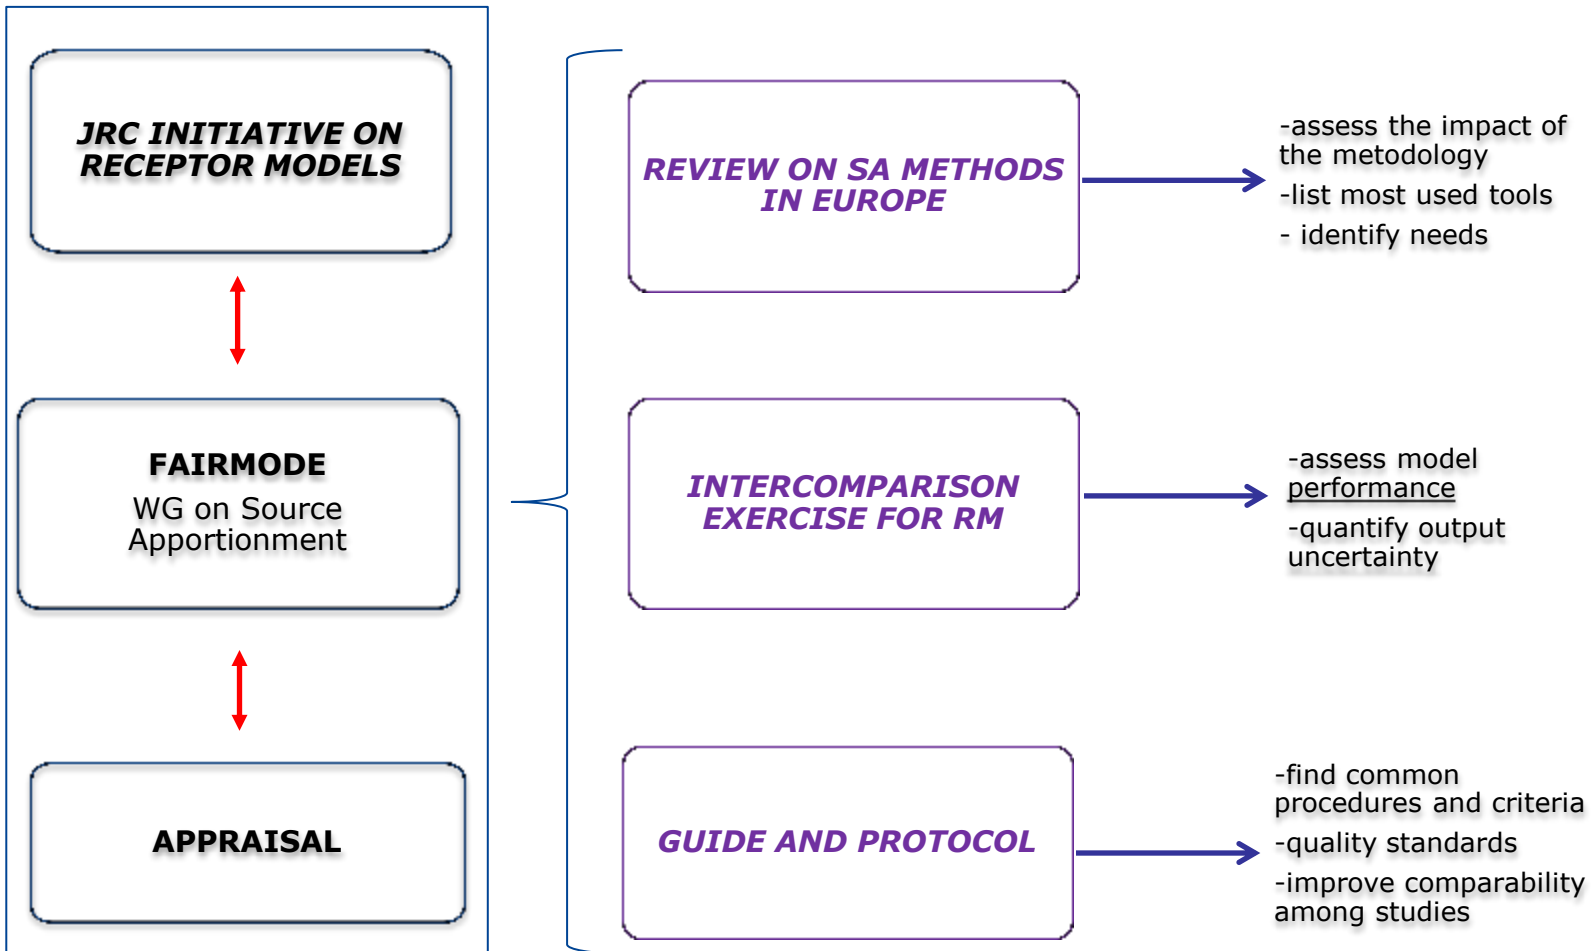 JRC INITIATIVE ON
RECEPTOR MODELS
FAIRMODE
WG on Source
Apportionment
APPRAISAL
REVIEW ON SA METHODS
IN EUROPE
-assess the impact of
the metodology
-list most used tools
- identify needs
INTERCOMPARISON
EXERCISE FOR RM
-assess model
performance
-quantify output
uncertainty
GUIDE AND PROTOCOL
-find common
procedures and criteria
-quality standards
-improve comparability
among studies